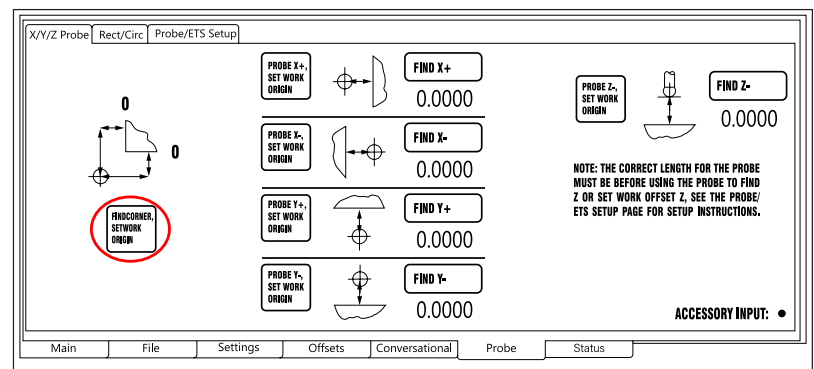 X/Y/Z Probe
Rect/Circ
Probe/ETS Setup
0
0
FINDCORNER,
SETWORK
ORIGIN
PROBE X+,
SET WORK
ORIGIN
FIND X+
0.0000
PROBE X-,
SET WORK
ORIGIN
FIND X-
0.0000
PROBE Y+,
SET WORK
ORIGIN
FIND Y+
0.0000
PROBE Y-,
SET WORK
ORIGIN
FIND Y-
0.0000
PROBE Z-,
SET WORK
ORIGIN
FIND Z-
0.0000
NOTE: THE CORRECT LENGTH FOR THE PROBE
MUST BE BEFORE USING THE PROBE TO FIND
Z OR SET WORK OFFSET Z, SEE THE PROBE/
ETS SETUP PAGE FOR SETUP INSTRUCTIONS.
ACCESSORY INPUT:
Main
File
Settings
Offsets
Conversational
Probe
Status